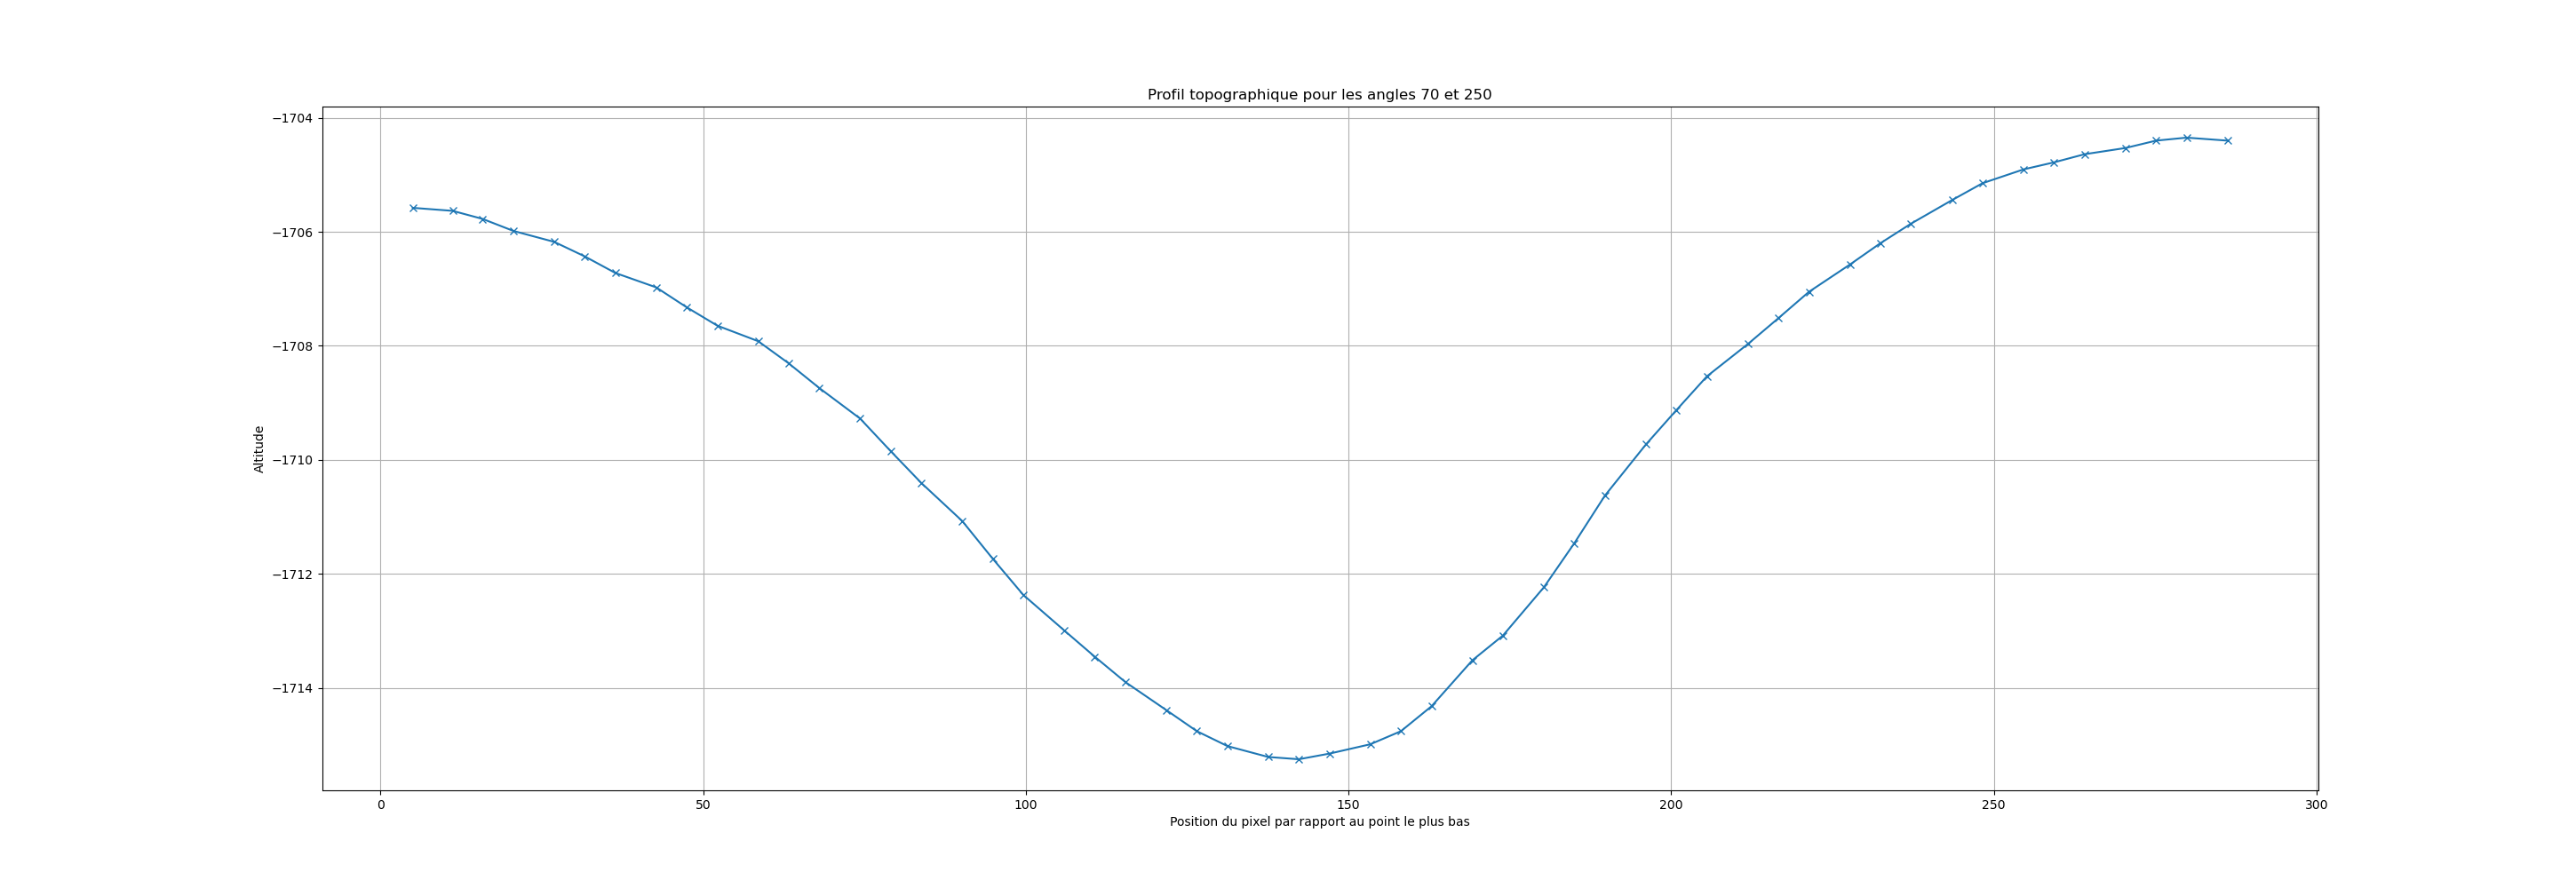 Profil topographique pour les angles 70 et 250
Altitude
−1704
−1706
−1708
−1710
−1712
−1714
0 50 100 150 200 250 300
Position du pixel par rapport au point le plus bas